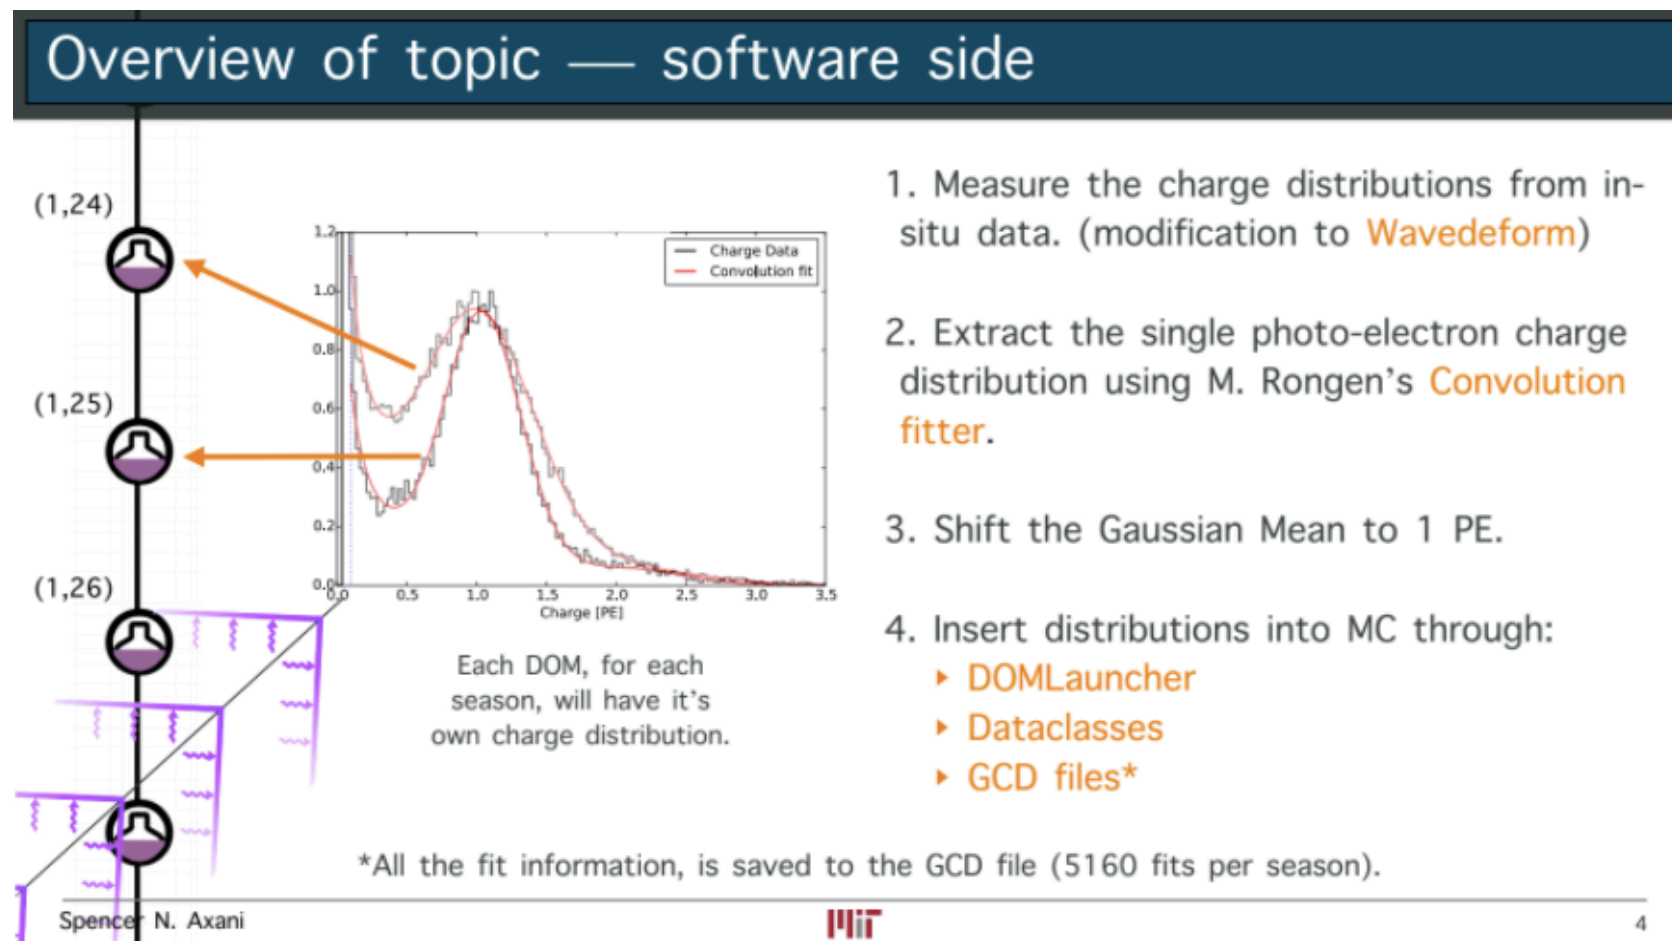 Overview of topic — software side
(1,24)
(1,25)
(1,26)
1.2
1.0
0.8
0.6
0.4
0.2
0.0
0.0 0.5 1.0 1.5 2.0 2.5 3.0 3.5
Charge [PE]
Charge Data
Convolution fit
Each DOM, for each
season, will have it's
own charge distribution.
1. Measure the charge distributions from in-
situ data. (modification to Wavedeform)
2. Extract the single photo-electron charge
distribution using M. Rongen's Convolution
fitter.
3. Shift the Gaussian Mean to 1 PE.
4. Insert distributions into MC through:
‣ DOMLauncher
‣ Dataclasses
‣ GCD files*
*All the fit information, is saved to the GCD file (5160 fits per season).
Spencer N. Axani
MIT
4